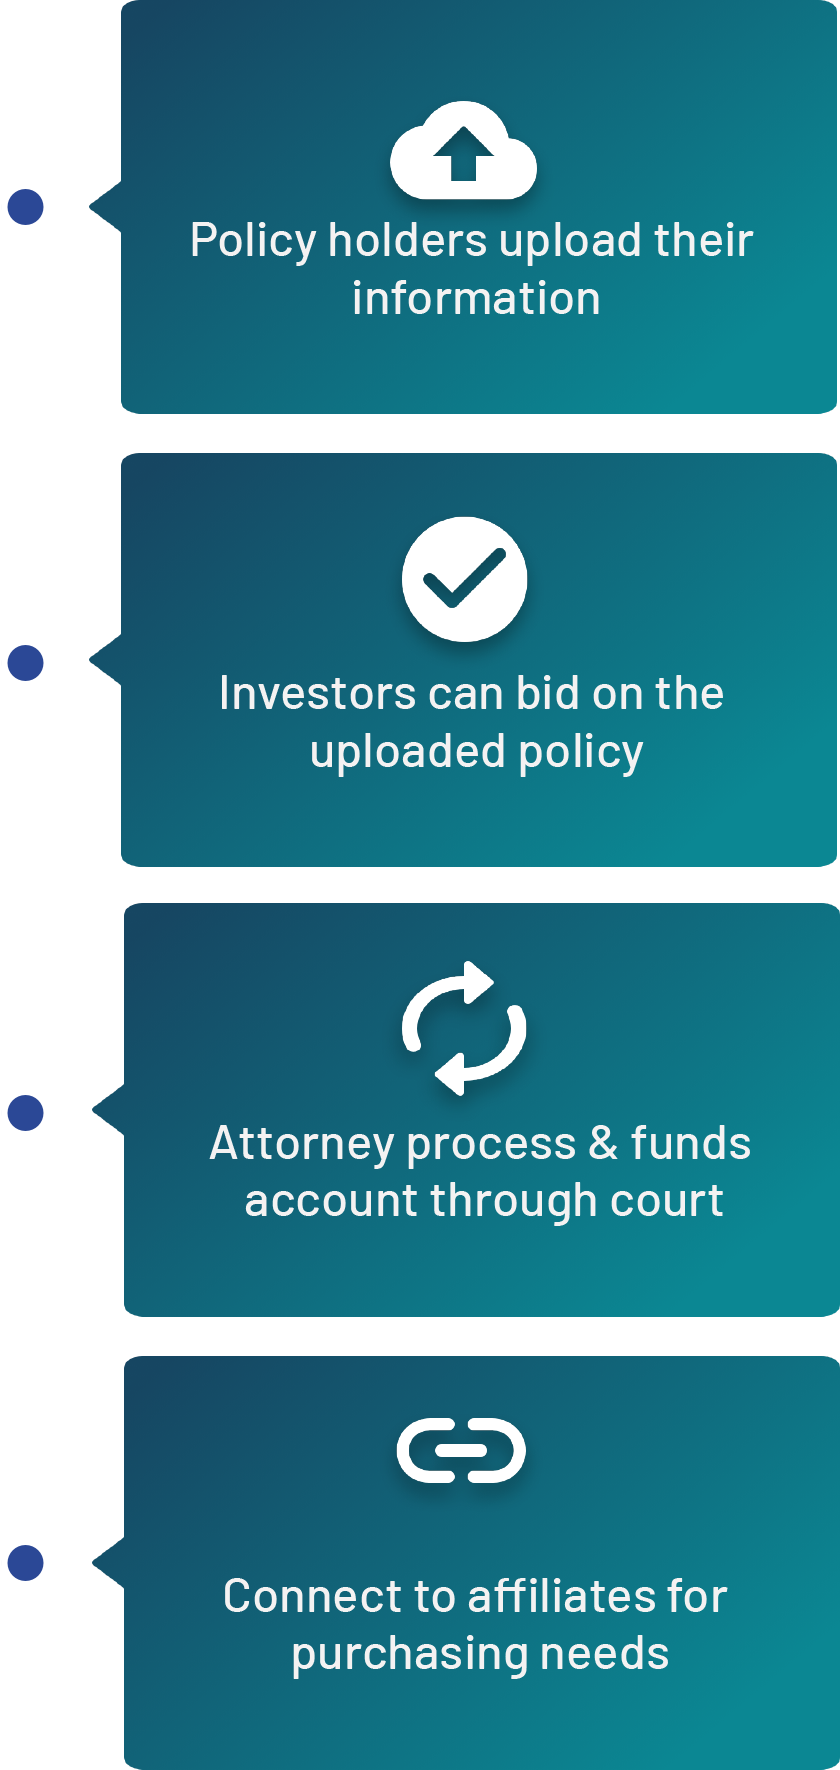 Policy holders upload their
information
Investors can bid on the
uploaded policy
Attorney process & funds
account through court
Connect to affiliates for
purchasing needs